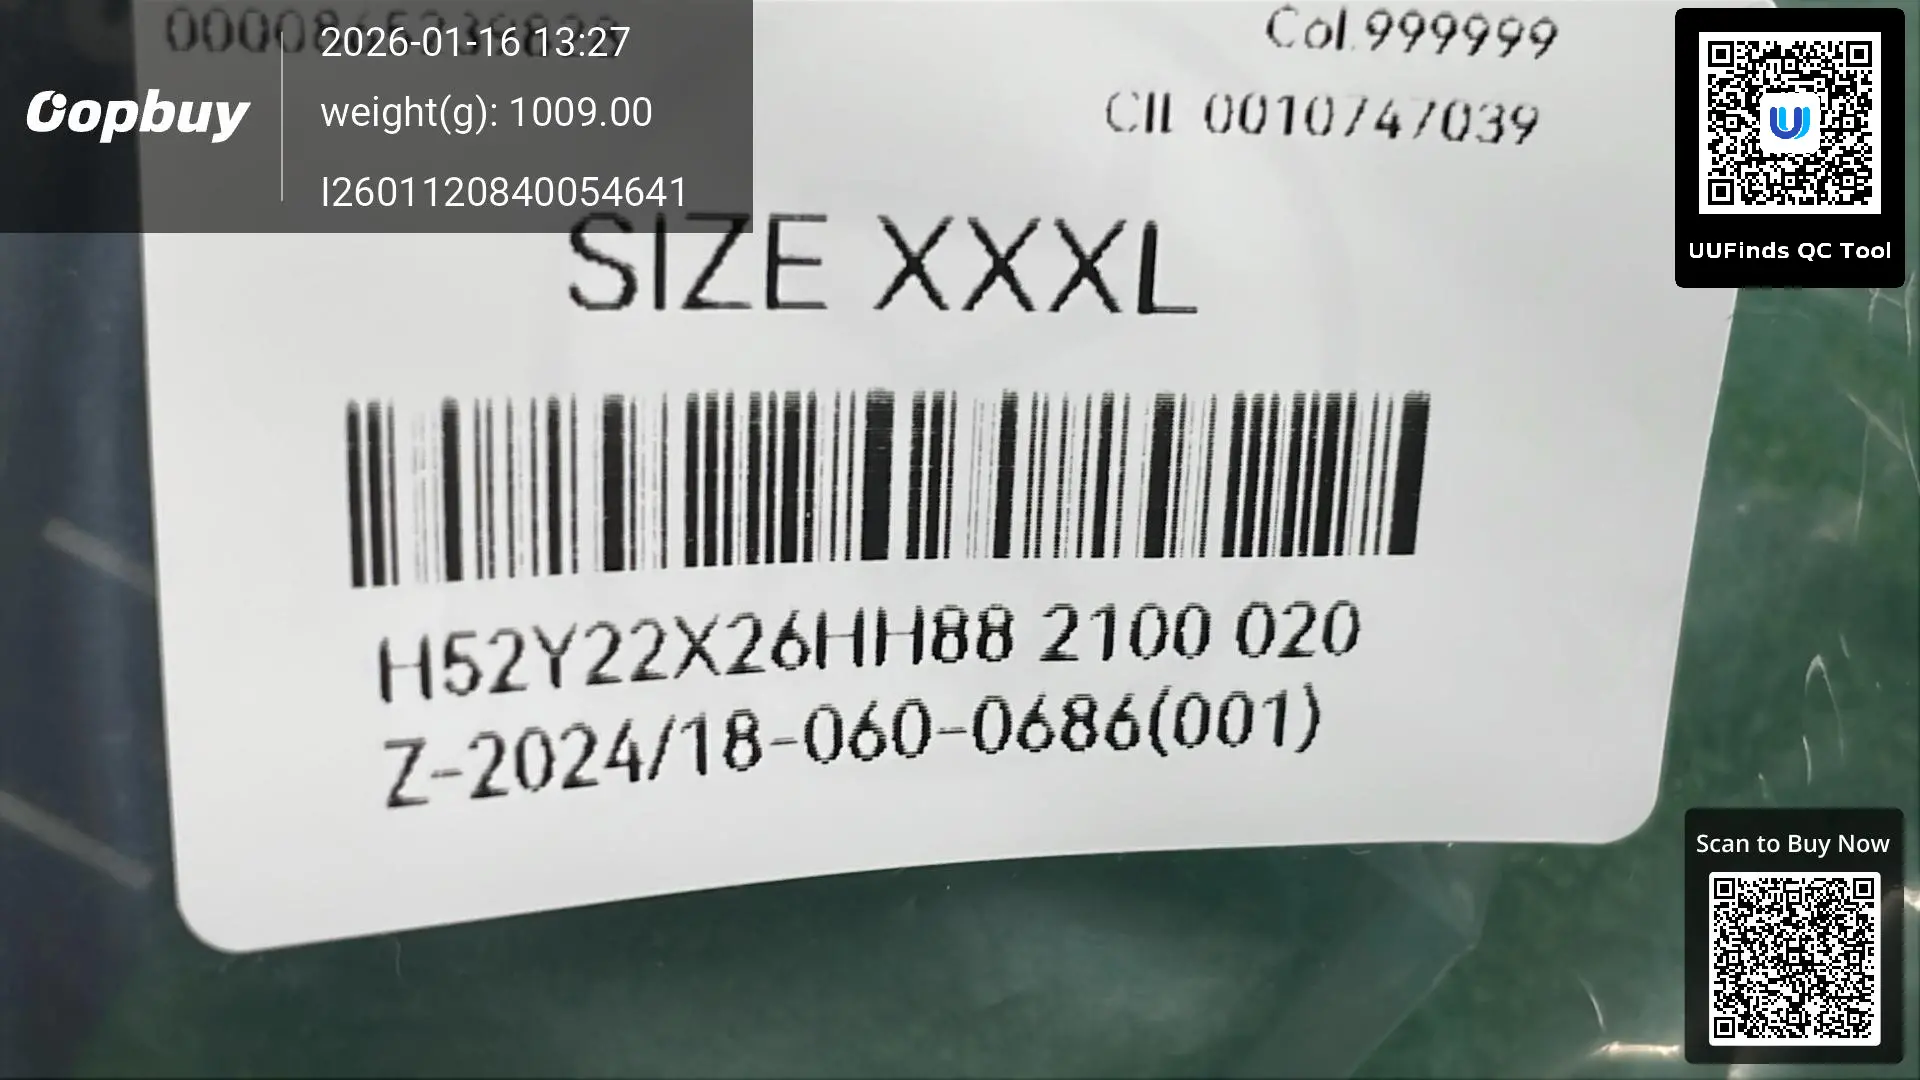 2026-01-16 13:27
oopbuy
weight(g): 1009.00
I2601120840054641
Col.999999
CIL 0010747039
SIZE XXXL
H52Y22X26HH88 2100 020
Z-2024/18-060-0686(001)
UUFinds QC Tool
Scan to Buy Now